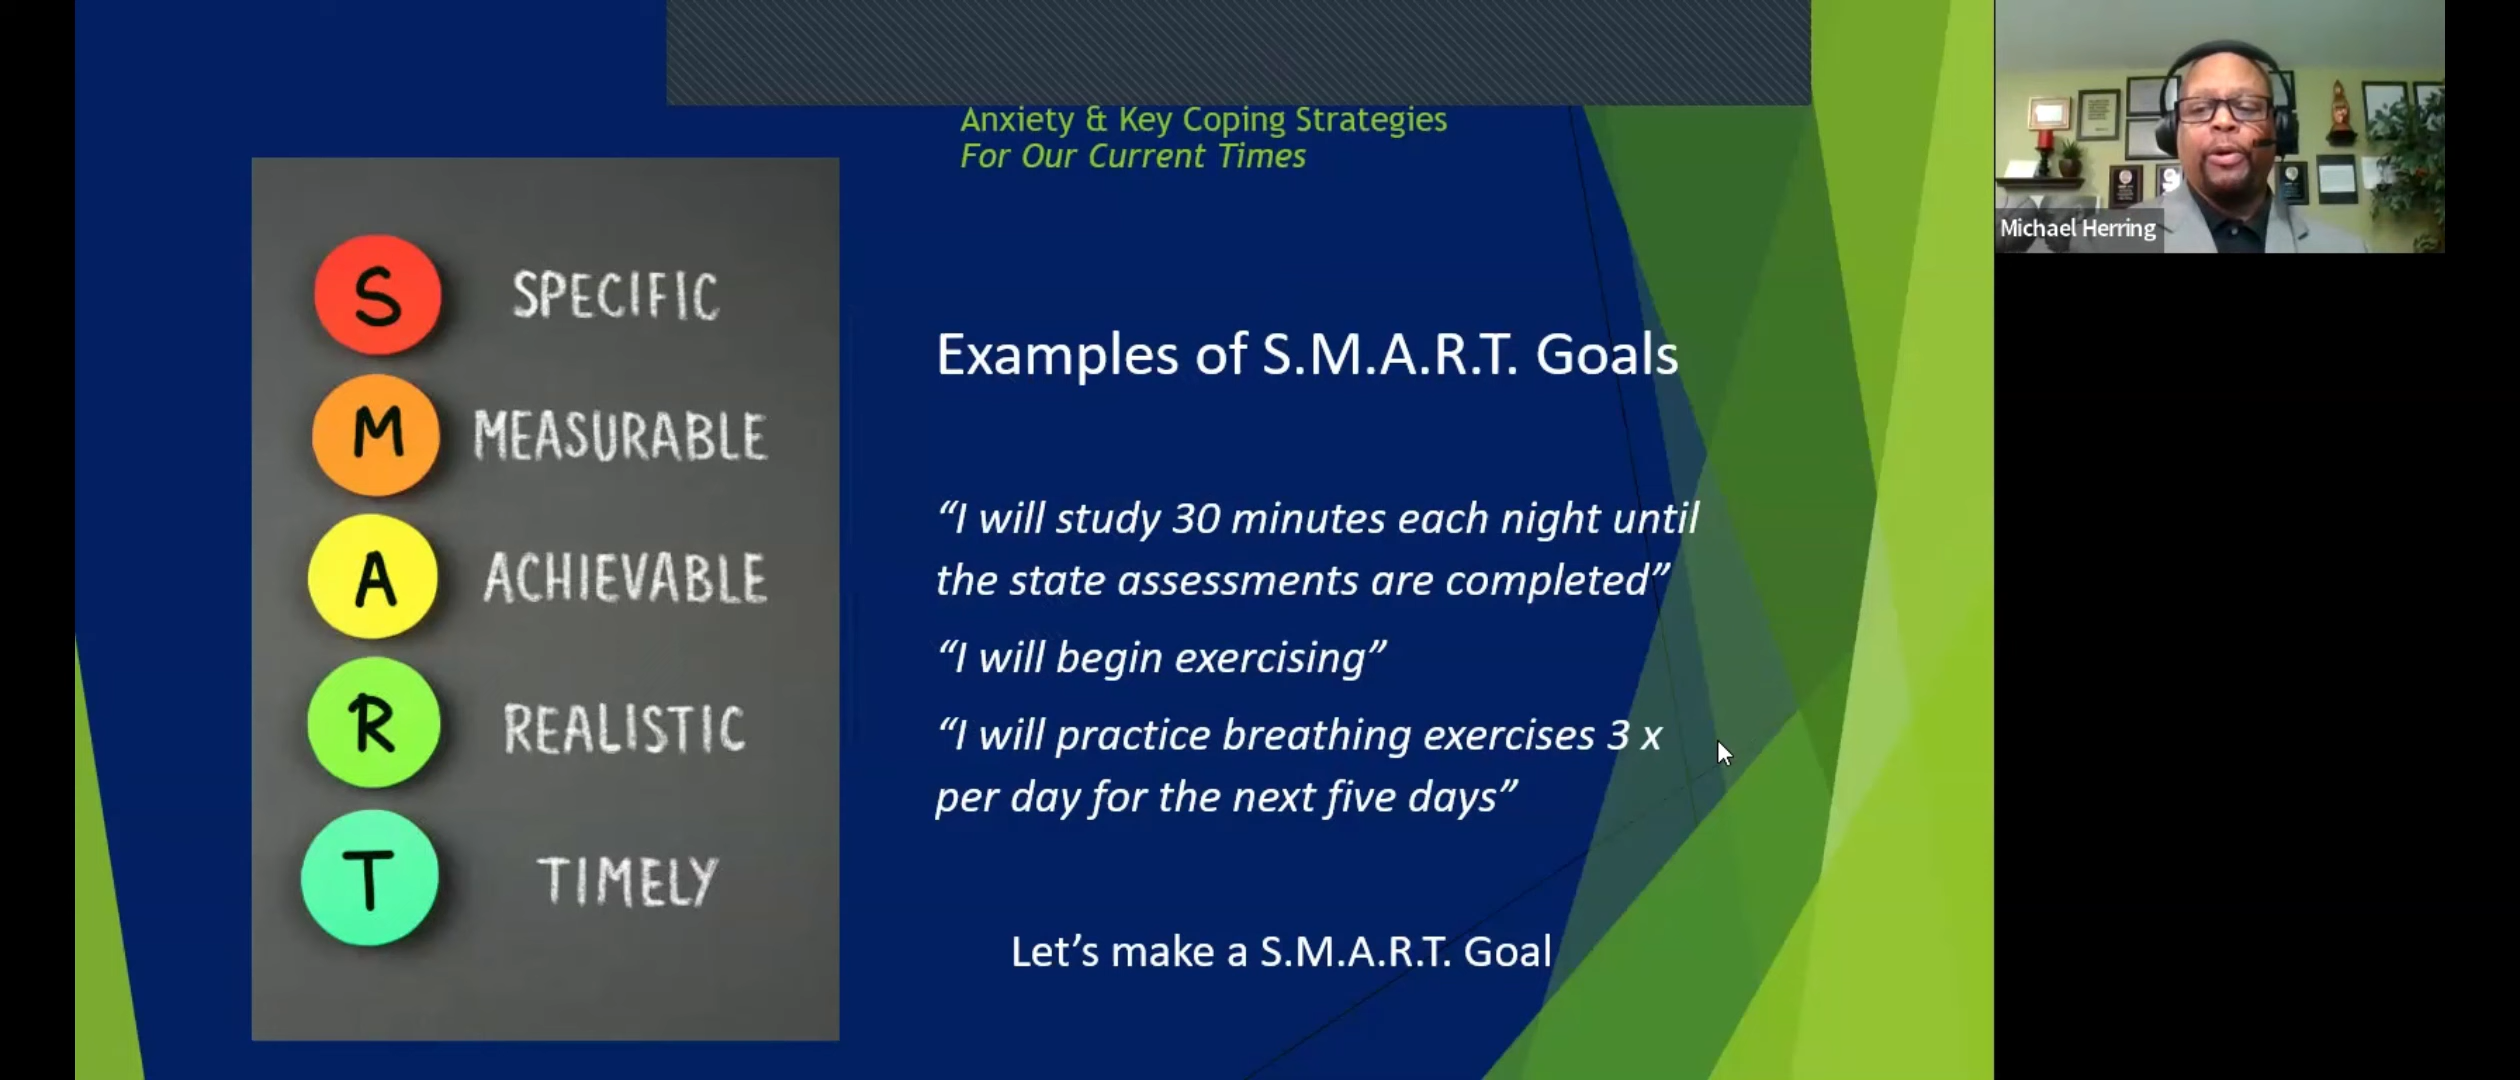 Anxiety & Key Coping Strategies
For Our Current Times
S SPECIFIC
M MEASURABLE
A ACHIEVABLE
R REALISTIC
T TIMELY
Examples of S.M.A.R.T. Goals
“I will study 30 minutes each night until
the state assessments are completed”
“I will begin exercising”
“I will practice breathing exercises 3 x
per day for the next five days”
Let’s make a S.M.A.R.T. Goal
Michael Herring